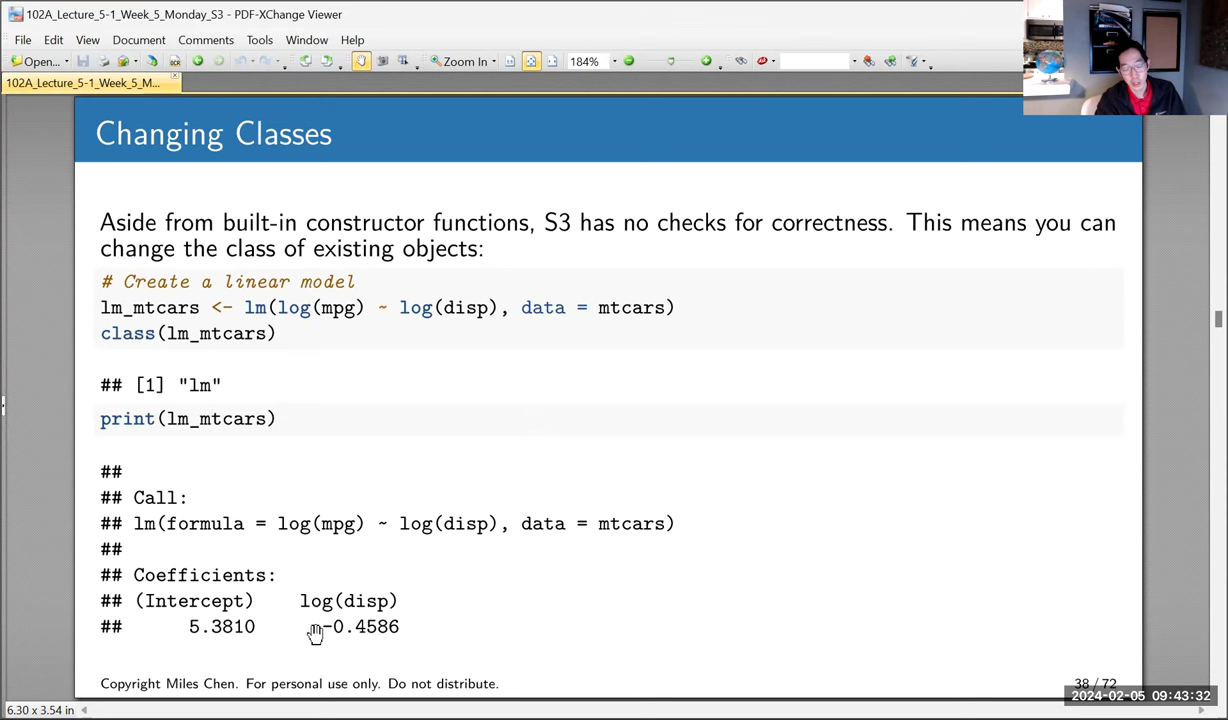 102A_Lecture_5-1_Week_5_Monday_S3 - PDF-XChange Viewer
File Edit View Document Comments Tools Window Help
Open... Zoom In 184%
102A_Lecture_5-1_Week_5_M...
Changing Classes
Aside from built-in constructor functions, S3 has no checks for correctness. This means you can
change the class of existing objects:
# Create a linear model
lm_mtcars <- lm(log(mpg) ~ log(disp), data = mtcars)
class(lm_mtcars)
## [1] "lm"
print(lm_mtcars)
##
## Call:
## lm(formula = log(mpg) ~ log(disp), data = mtcars)
##
## Coefficients:
## (Intercept) log(disp)
## 5.3810 -0.4586
Copyright Miles Chen. For personal use only. Do not distribute.
38 / 72
2024-02-05 09:43:32
6.30 x 3.54 in